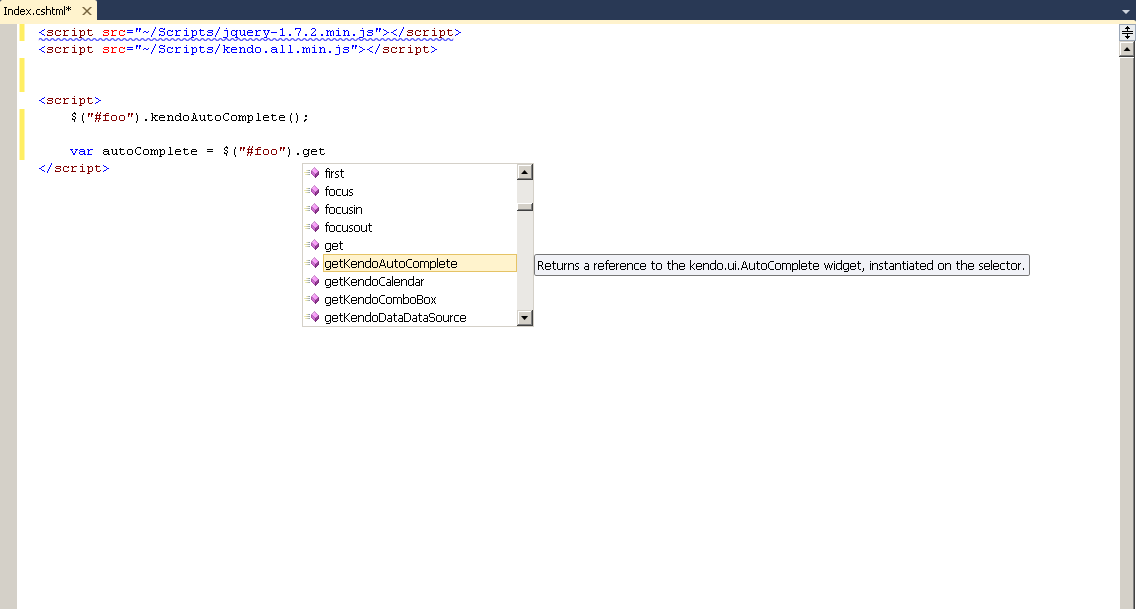 Index.cshtml*
<script src="~/Scripts/jquery-1.7.2.min.js"></script>
<script src="~/Scripts/kendo.all.min.js"></script>
<script>
$("#foo").kendoAutoComplete();
var autoComplete = $("#foo").get
</script>
first
focus
focusin
focusout
get
getKendoAutoComplete
Returns a reference to the kendo.ui.AutoComplete widget, instantiated on the selector.
getKendoCalendar
getKendoComboBox
getKendoDataDataSource